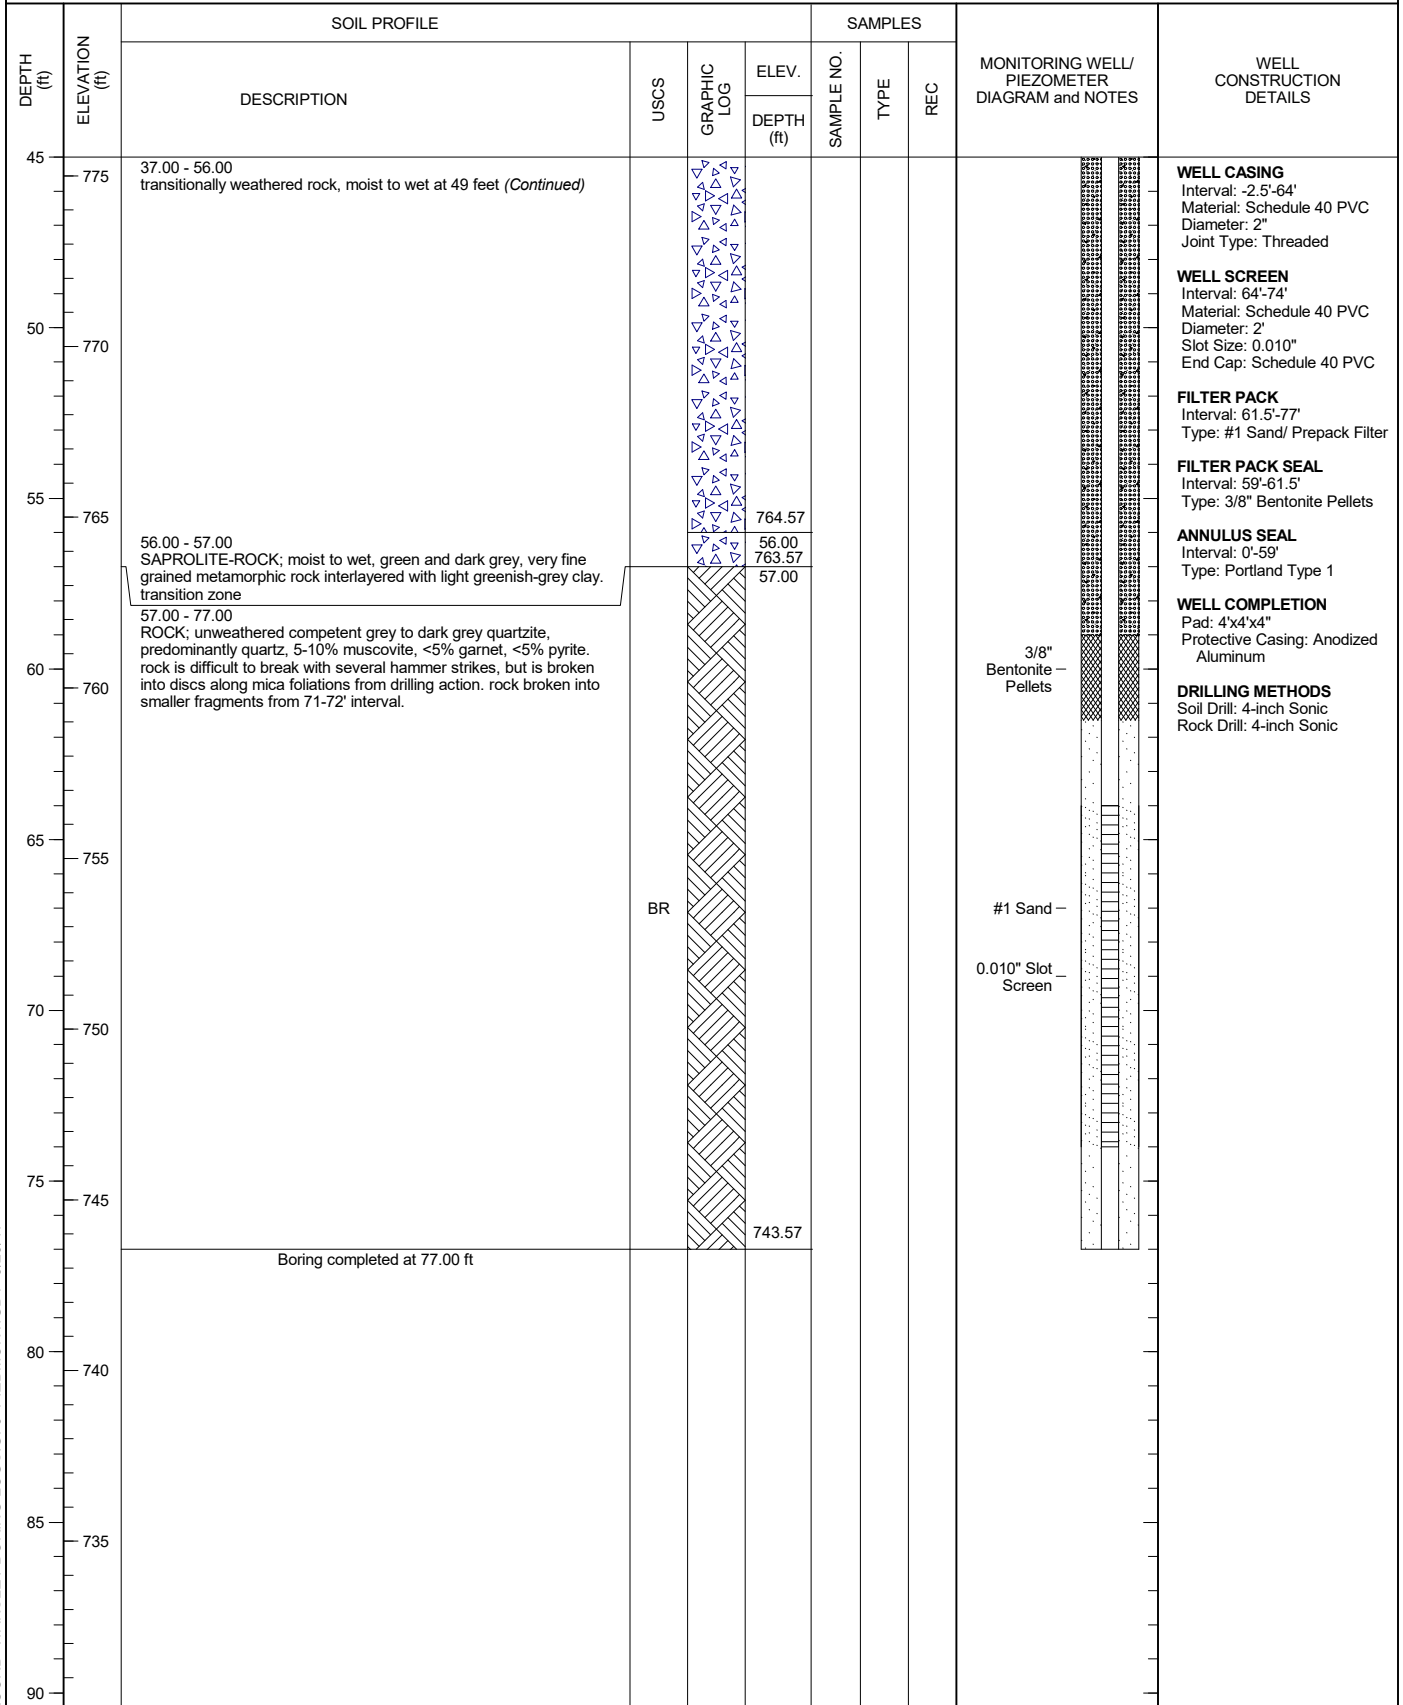 SOIL PROFILE
SAMPLES
DEPTH
(ft)
ELEVATION
(ft)
DESCRIPTION
USCS
GRAPHIC
LOG
ELEV.
DEPTH
(ft)
SAMPLE NO.
TYPE
REC
MONITORING WELL/
PIEZOMETER
DIAGRAM and NOTES
WELL
CONSTRUCTION
DETAILS
45
50
55
60
65
70
75
80
85
90
775
770
765
760
755
750
745
740
735
37.00 - 56.00
transitionally weathered rock, moist to wet at 49 feet (Continued)
56.00 - 57.00
SAPROLITE-ROCK; moist to wet, green and dark grey, very fine
grained metamorphic rock interlayered with light greenish-grey clay.
transition zone
57.00 - 77.00
ROCK; unweathered competent grey to dark grey quartzite,
predominantly quartz, 5-10% muscovite, <5% garnet, <5% pyrite.
rock is difficult to break with several hammer strikes, but is broken
into discs along mica foliations from drilling action. rock broken into
smaller fragments from 71-72' interval.
Boring completed at 77.00 ft
BR
764.57
56.00
763.57
57.00
743.57
3/8"
Bentonite
Pellets
#1 Sand
0.010" Slot
Screen
WELL CASING
Interval: -2.5'-64'
Material: Schedule 40 PVC
Diameter: 2"
Joint Type: Threaded
WELL SCREEN
Interval: 64'-74'
Material: Schedule 40 PVC
Diameter: 2'
Slot Size: 0.010"
End Cap: Schedule 40 PVC
FILTER PACK
Interval: 61.5'-77'
Type: #1 Sand/ Prepack Filter
FILTER PACK SEAL
Interval: 59'-61.5'
Type: 3/8" Bentonite Pellets
ANNULUS SEAL
Interval: 0'-59'
Type: Portland Type 1
WELL COMPLETION
Pad: 4'x4'x4"
Protective Casing: Anodized
Aluminum
DRILLING METHODS
Soil Drill: 4-inch Sonic
Rock Drill: 4-inch Sonic